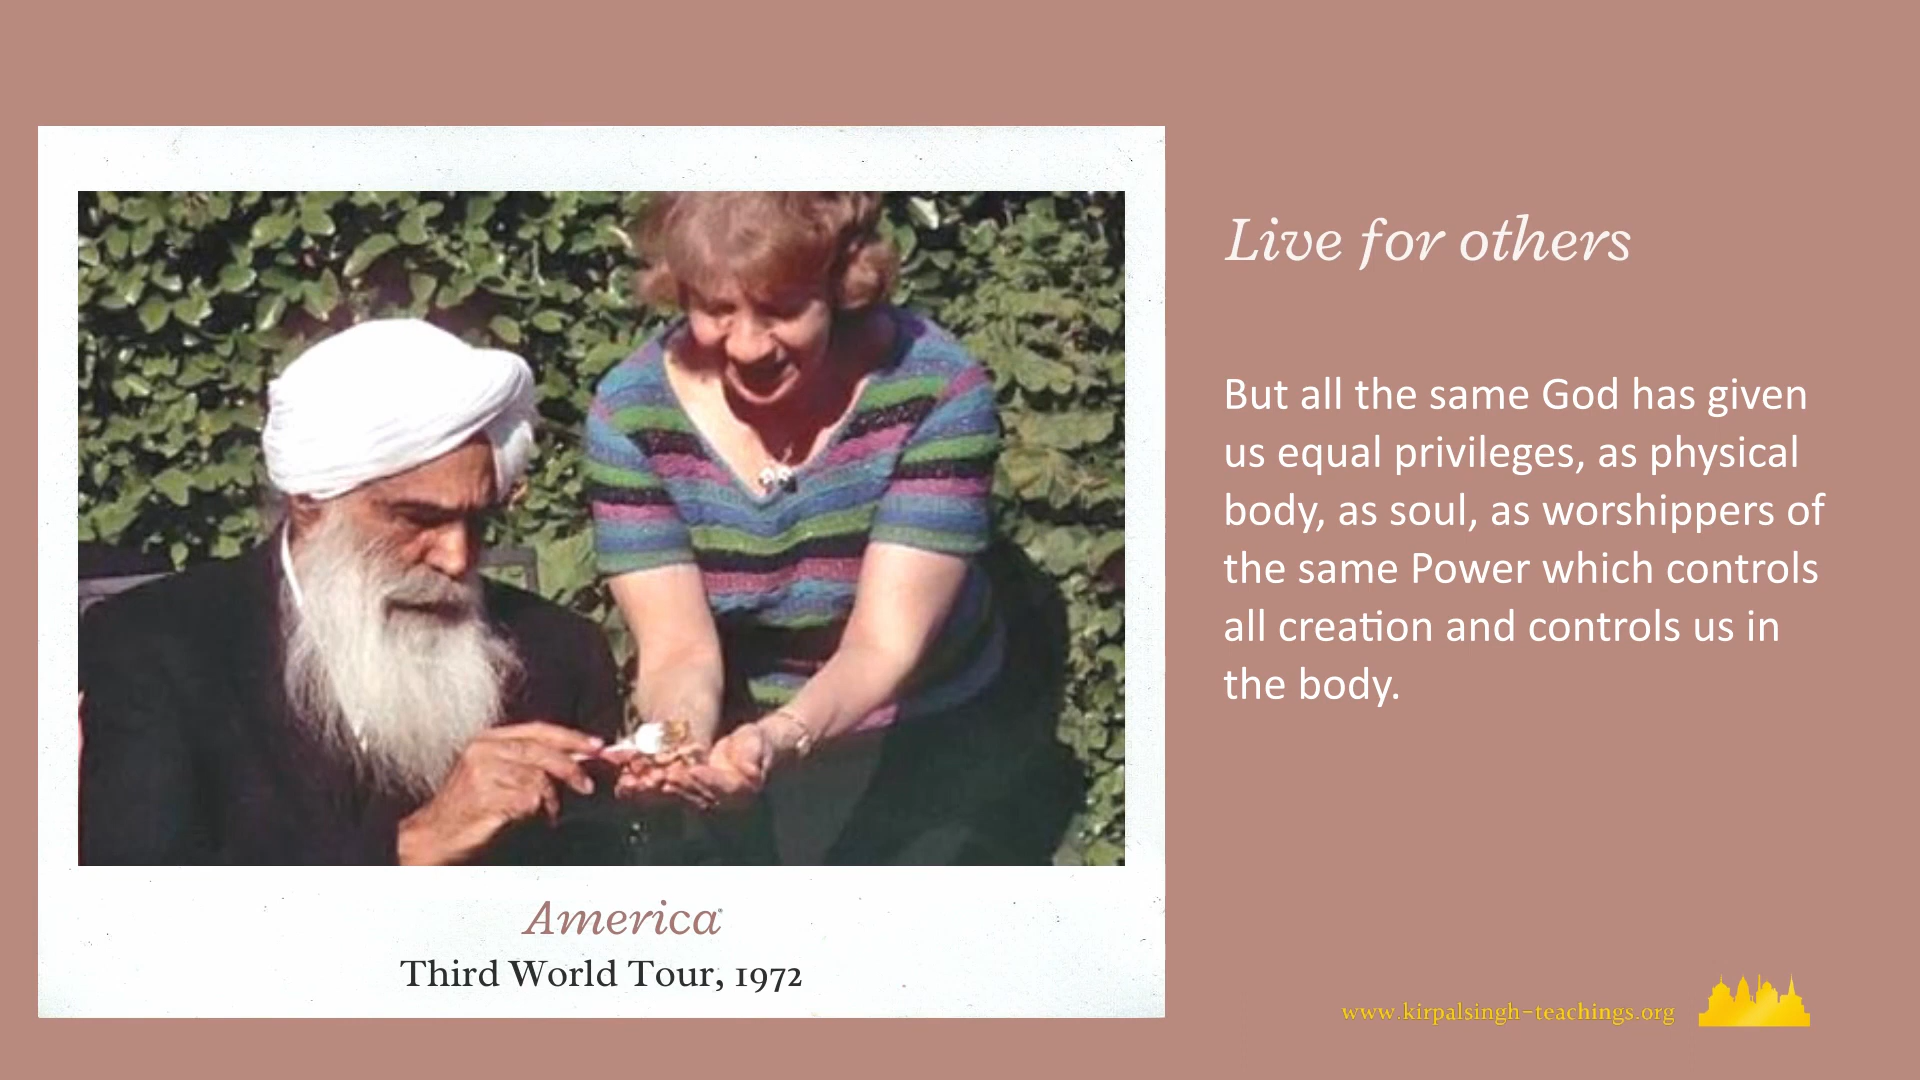 Live for others
But all the same God has given
us equal privileges, as physical
body, as soul, as worshippers of
the same Power which controls
all creation and controls us in
the body.
America
Third World Tour, 1972
www.kirpalsingh-teachings.org